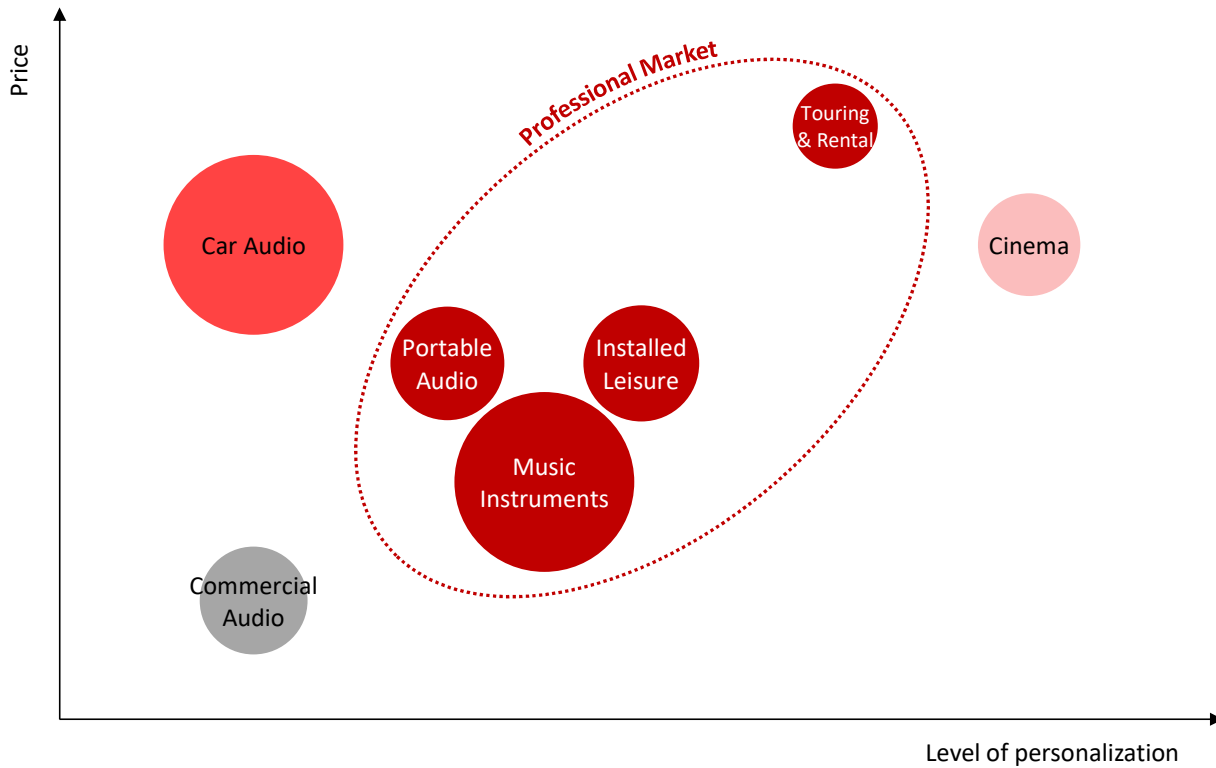 Price
Professional Market
Touring
& Rental
Car Audio
Cinema
Portable
Audio
Installed
Leisure
Music
Instruments
Commercial
Audio
Level of personalization